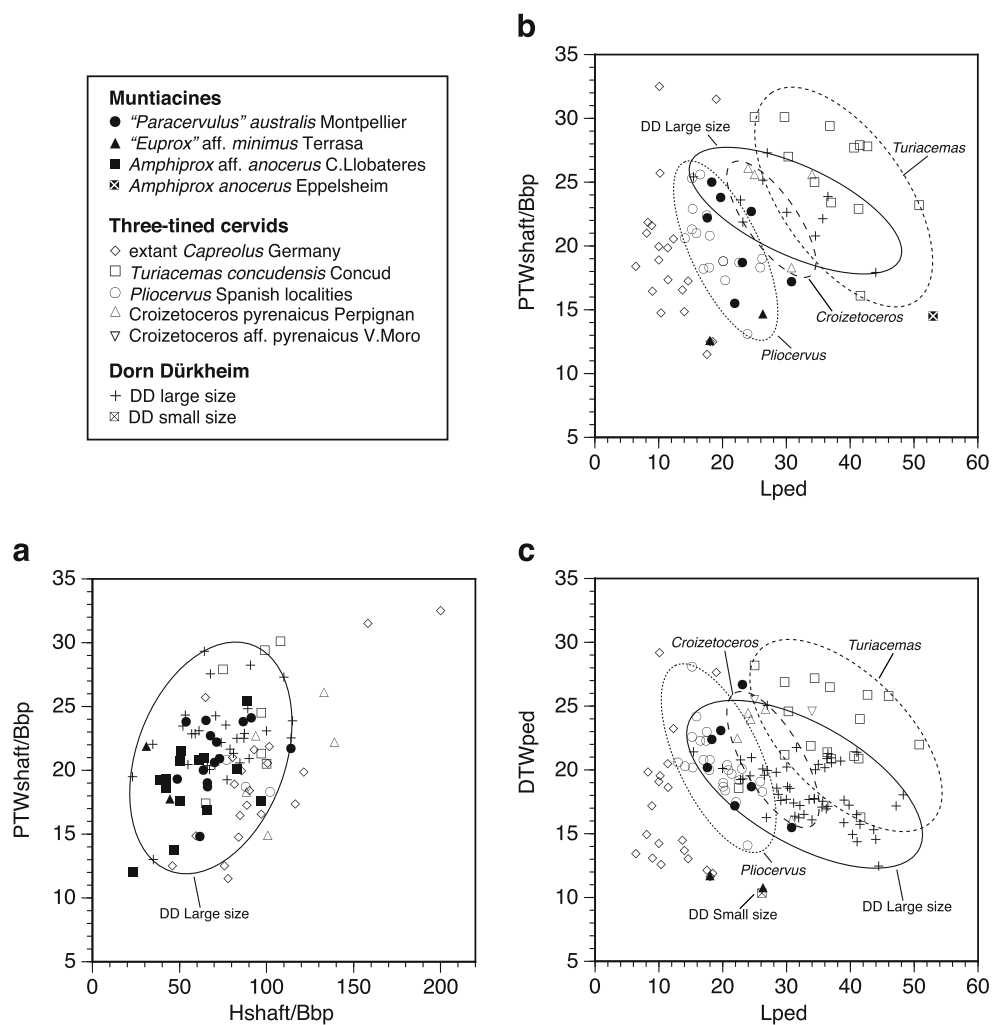 Muntiacines
"Paracervulus" australis Montpellier
"Euprox" aff. minimus Terrasa
Amphiprox aff. anocerus C.Llobateres
Amphiprox anocerus Eppelsheim
Three-tined cervids
extant Capreolus Germany
Turiacemas concudensis Concud
Pliocervus Spanish localities
Croizetoceros pyrenaicus Perpignan
Croizetoceros aff. pyrenaicus V.Moro
Dorn Dürkheim
DD large size
DD small size
b
35
30
25
20
15
10
5
PTWshaft/Bbp
DD Large size
Turiacemas
Croizetoceros
Pliocervus
0 10 20 30 40 50 60
Lped
a
35
30
25
20
15
10
5
PTWshaft/Bbp
DD Large size
0 50 100 150 200
Hshaft/Bbp
c
35
30
25
20
15
10
5
DTWped
Croizetoceros
Turiacemas
Pliocervus
DD Small size
DD Large size
0 10 20 30 40 50 60
Lped